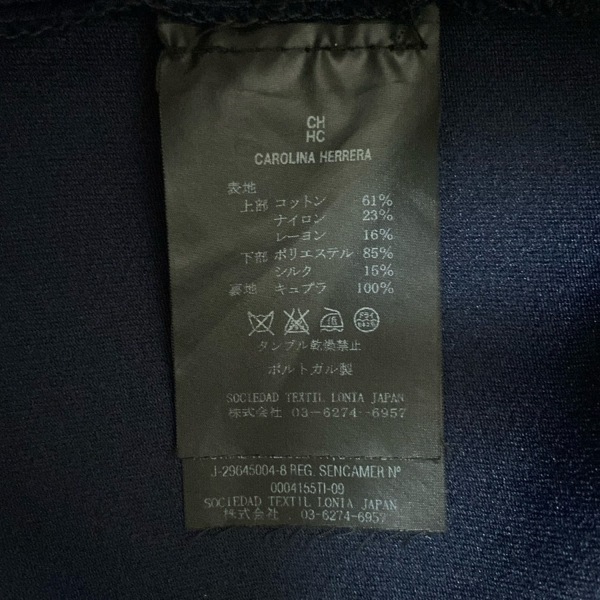 CH
HC
CAROLINA HERRERA
表地
上部 コットン 61%
ナイロン 23%
レーヨン 16%
下部 ポリエステル 85%
シルク 15%
裏地 キュプラ 100%
タンブル乾燥禁止
ポルトガル製
SOCIEDAD TEXTIL LONIA JAPAN
株式会社 03-6274-6957
J-29645004-8 REG. SENCAMER Nº
0004155TI-09
SOCIEDAD TEXTIL LONIA JAPAN
株式会社 03-6274-6957